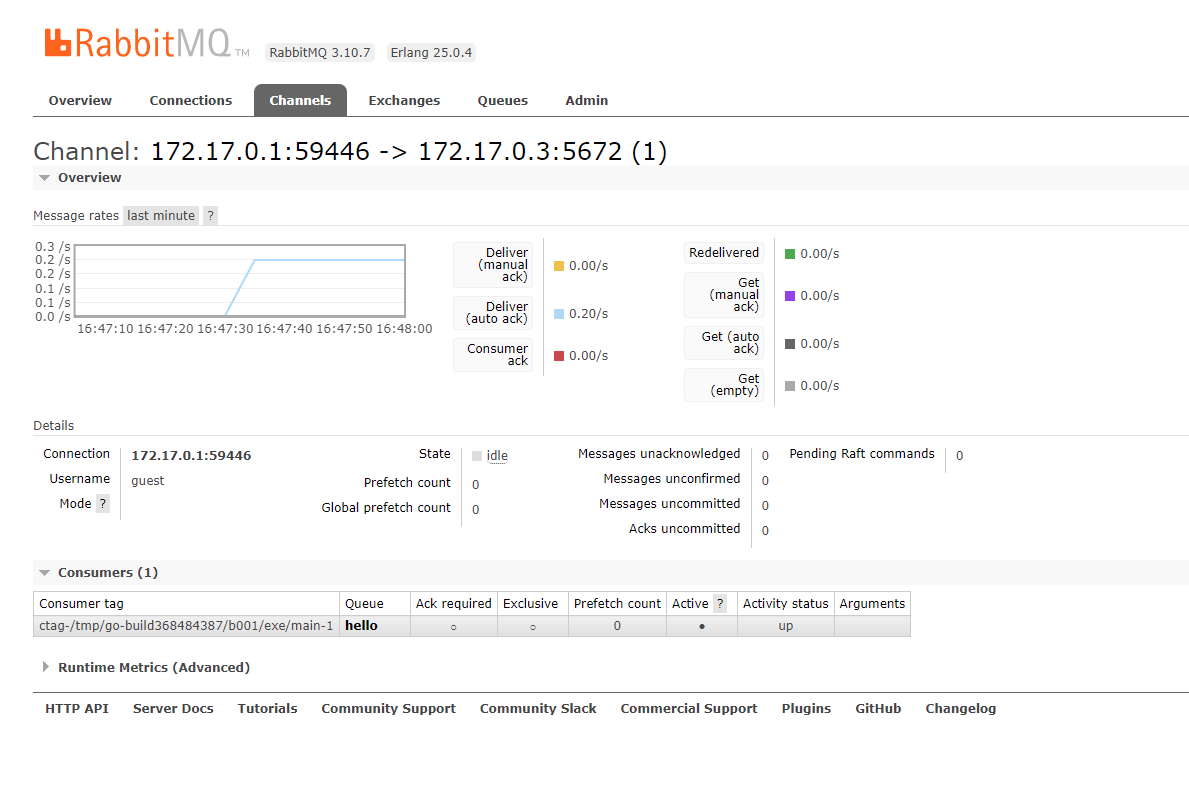 RabbitMQ TM RabbitMQ 3.10.7 Erlang 25.0.4
Overview Connections Channels Exchanges Queues Admin
Channel: 172.17.0.1:59446 -> 172.17.0.3:5672 (1)
Overview
Message rates last minute ?
0.3 /s
0.2 /s
0.2 /s
0.1 /s
0.1 /s
0.0 /s
16:47:10 16:47:20 16:47:30 16:47:40 16:47:50 16:48:00
Deliver
(manual
ack)
0.00/s
Deliver
(auto ack)
0.20/s
Consumer
ack
0.00/s
Redelivered
0.00/s
Get
(manual
ack)
0.00/s
Get (auto
ack)
0.00/s
Get
(empty)
0.00/s
Details
Connection 172.17.0.1:59446
Username guest
Mode ?
State idle
Prefetch count 0
Global prefetch count 0
Messages unacknowledged 0
Messages unconfirmed 0
Messages uncommitted 0
Acks uncommitted 0
Pending Raft commands 0
Consumers (1)
Consumer tag Queue Ack required Exclusive Prefetch count Active ? Activity status Arguments
ctag-/tmp/go-build368484387/b001/exe/main-1 hello ○ ○ 0 ● up
Runtime Metrics (Advanced)
HTTP API Server Docs Tutorials Community Support Community Slack Commercial Support Plugins GitHub Changelog